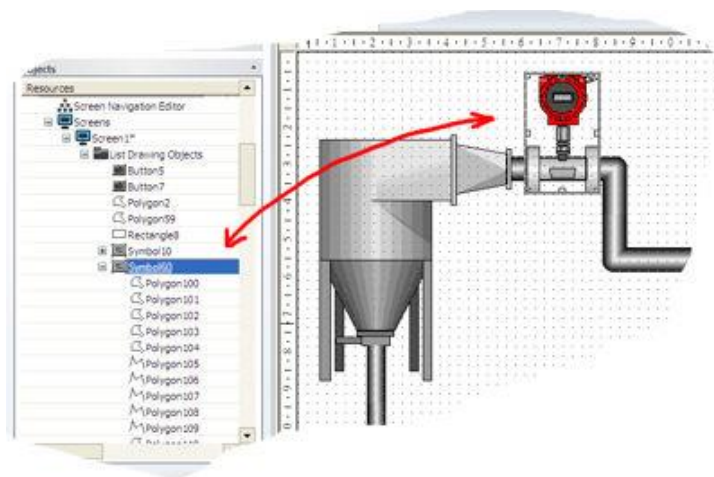 Resources
Screen Navigation Editor
Screens
Screen1*
List Drawing Objects
Button5
Button7
Polygon2
Polygon59
Rectangle8
Symbol10
Symbol60
Polygon100
Polygon101
Polygon102
Polygon103
Polygon104
Polygon105
Polygon106
Polygon107
Polygon108
Polygon109